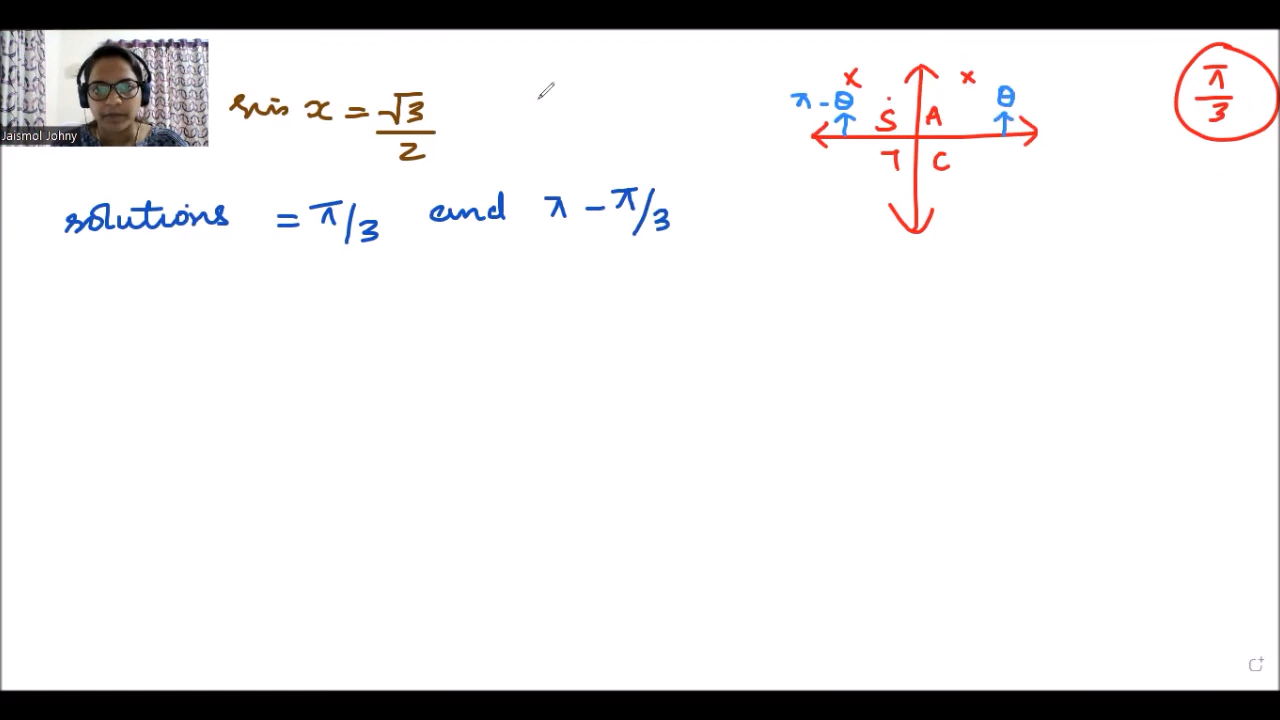 Jaismol Johny
sin x = √3/2
solutions = π/3 and π - π/3
π - θ
θ
S A
T C
π/3